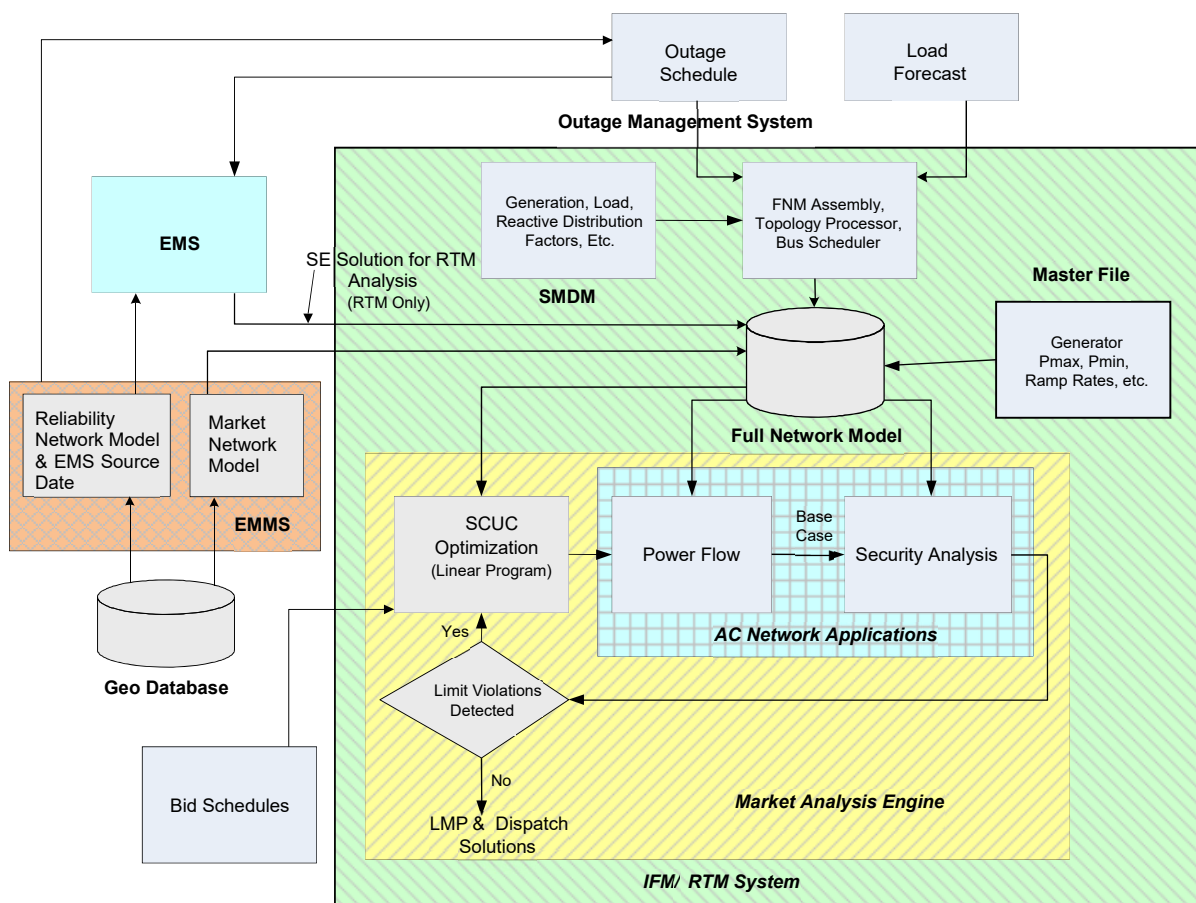 Outage
Schedule
Load
Forecast
Outage Management System
EMS
Generation, Load,
Reactive Distribution
Factors, Etc.
SMDM
FNM Assembly,
Topology Processor,
Bus Scheduler
SE Solution for RTM
Analysis
(RTM Only)
Master File
Generator
Pmax, Pmin,
Ramp Rates, etc.
Full Network Model
Reliability
Network Model
& EMS Source
Date
Market
Network
Model
EMMS
SCUC
Optimization
(Linear Program)
Power Flow
Base
Case
Security Analysis
AC Network Applications
Yes
Limit Violations
Detected
No
LMP & Dispatch
Solutions
Market Analysis Engine
Geo Database
Bid Schedules
IFM/ RTM System